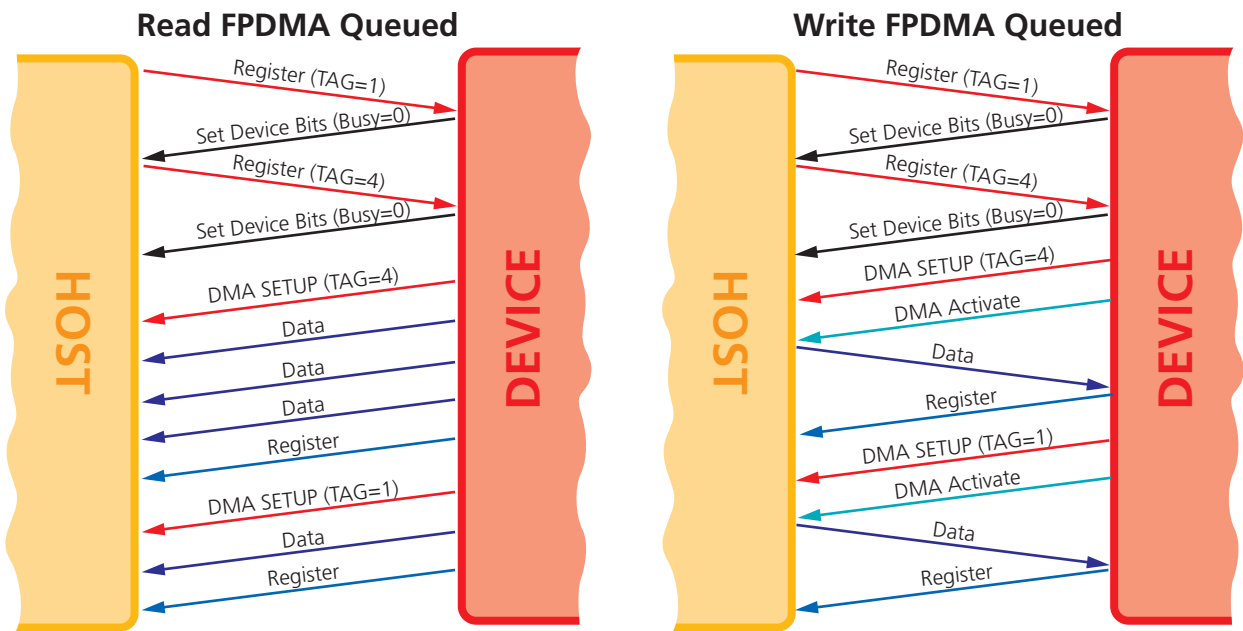 Read FPDMA Queued
Register (TAG=1)
Set Device Bits (Busy=0)
Register (TAG=4)
Set Device Bits (Busy=0)
DMA SETUP (TAG=4)
Data
Data
Data
Register
DMA SETUP (TAG=1)
Data
Register
HOST
DEVICE
Write FPDMA Queued
Register (TAG=1)
Set Device Bits (Busy=0)
Register (TAG=4)
Set Device Bits (Busy=0)
DMA SETUP (TAG=4)
DMA Activate
Data
Register
DMA SETUP (TAG=1)
DMA Activate
Data
Register
HOST
DEVICE